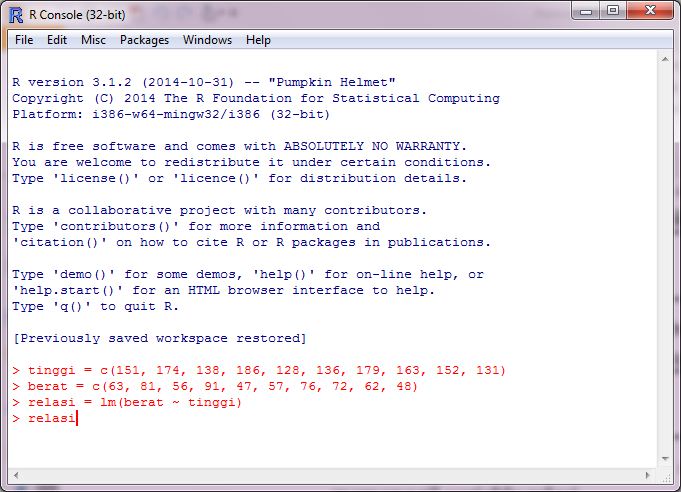 R Console (32-bit)
File Edit Misc Packages Windows Help
R version 3.1.2 (2014-10-31) -- "Pumpkin Helmet"
Copyright (C) 2014 The R Foundation for Statistical Computing
Platform: i386-w64-mingw32/i386 (32-bit)
R is free software and comes with ABSOLUTELY NO WARRANTY.
You are welcome to redistribute it under certain conditions.
Type 'license()' or 'licence()' for distribution details.
R is a collaborative project with many contributors.
Type 'contributors()' for more information and
'citation()' on how to cite R or R packages in publications.
Type 'demo()' for some demos, 'help()' for on-line help, or
'help.start()' for an HTML browser interface to help.
Type 'q()' to quit R.
[Previously saved workspace restored]
> tinggi = c(151, 174, 138, 186, 128, 136, 179, 163, 152, 131)
> berat = c(63, 81, 56, 91, 47, 57, 76, 72, 62, 48)
> relasi = lm(berat ~ tinggi)
> relasi